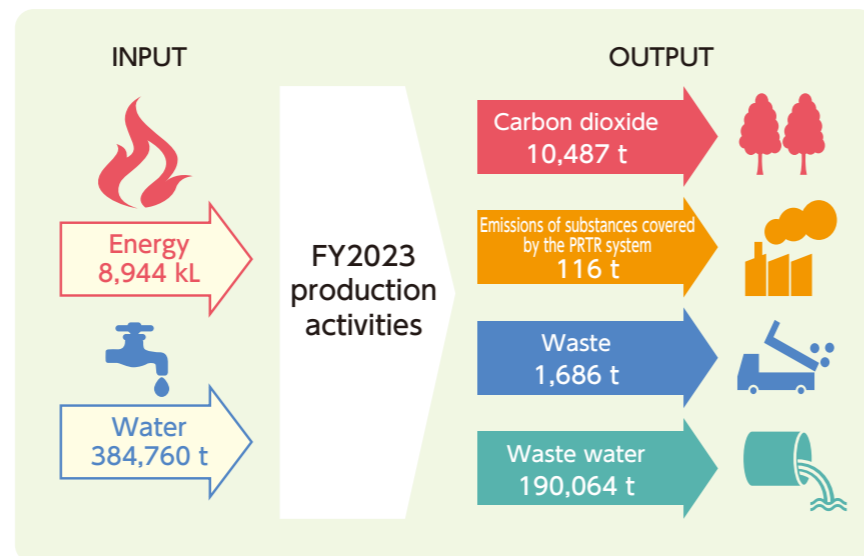 INPUT
Energy
8,944 kL
Water
384,760 t
FY2023
production
activities
OUTPUT
Carbon dioxide
10,487 t
Emissions of substances covered
by the PRTR system
116 t
Waste
1,686 t
Waste water
190,064 t